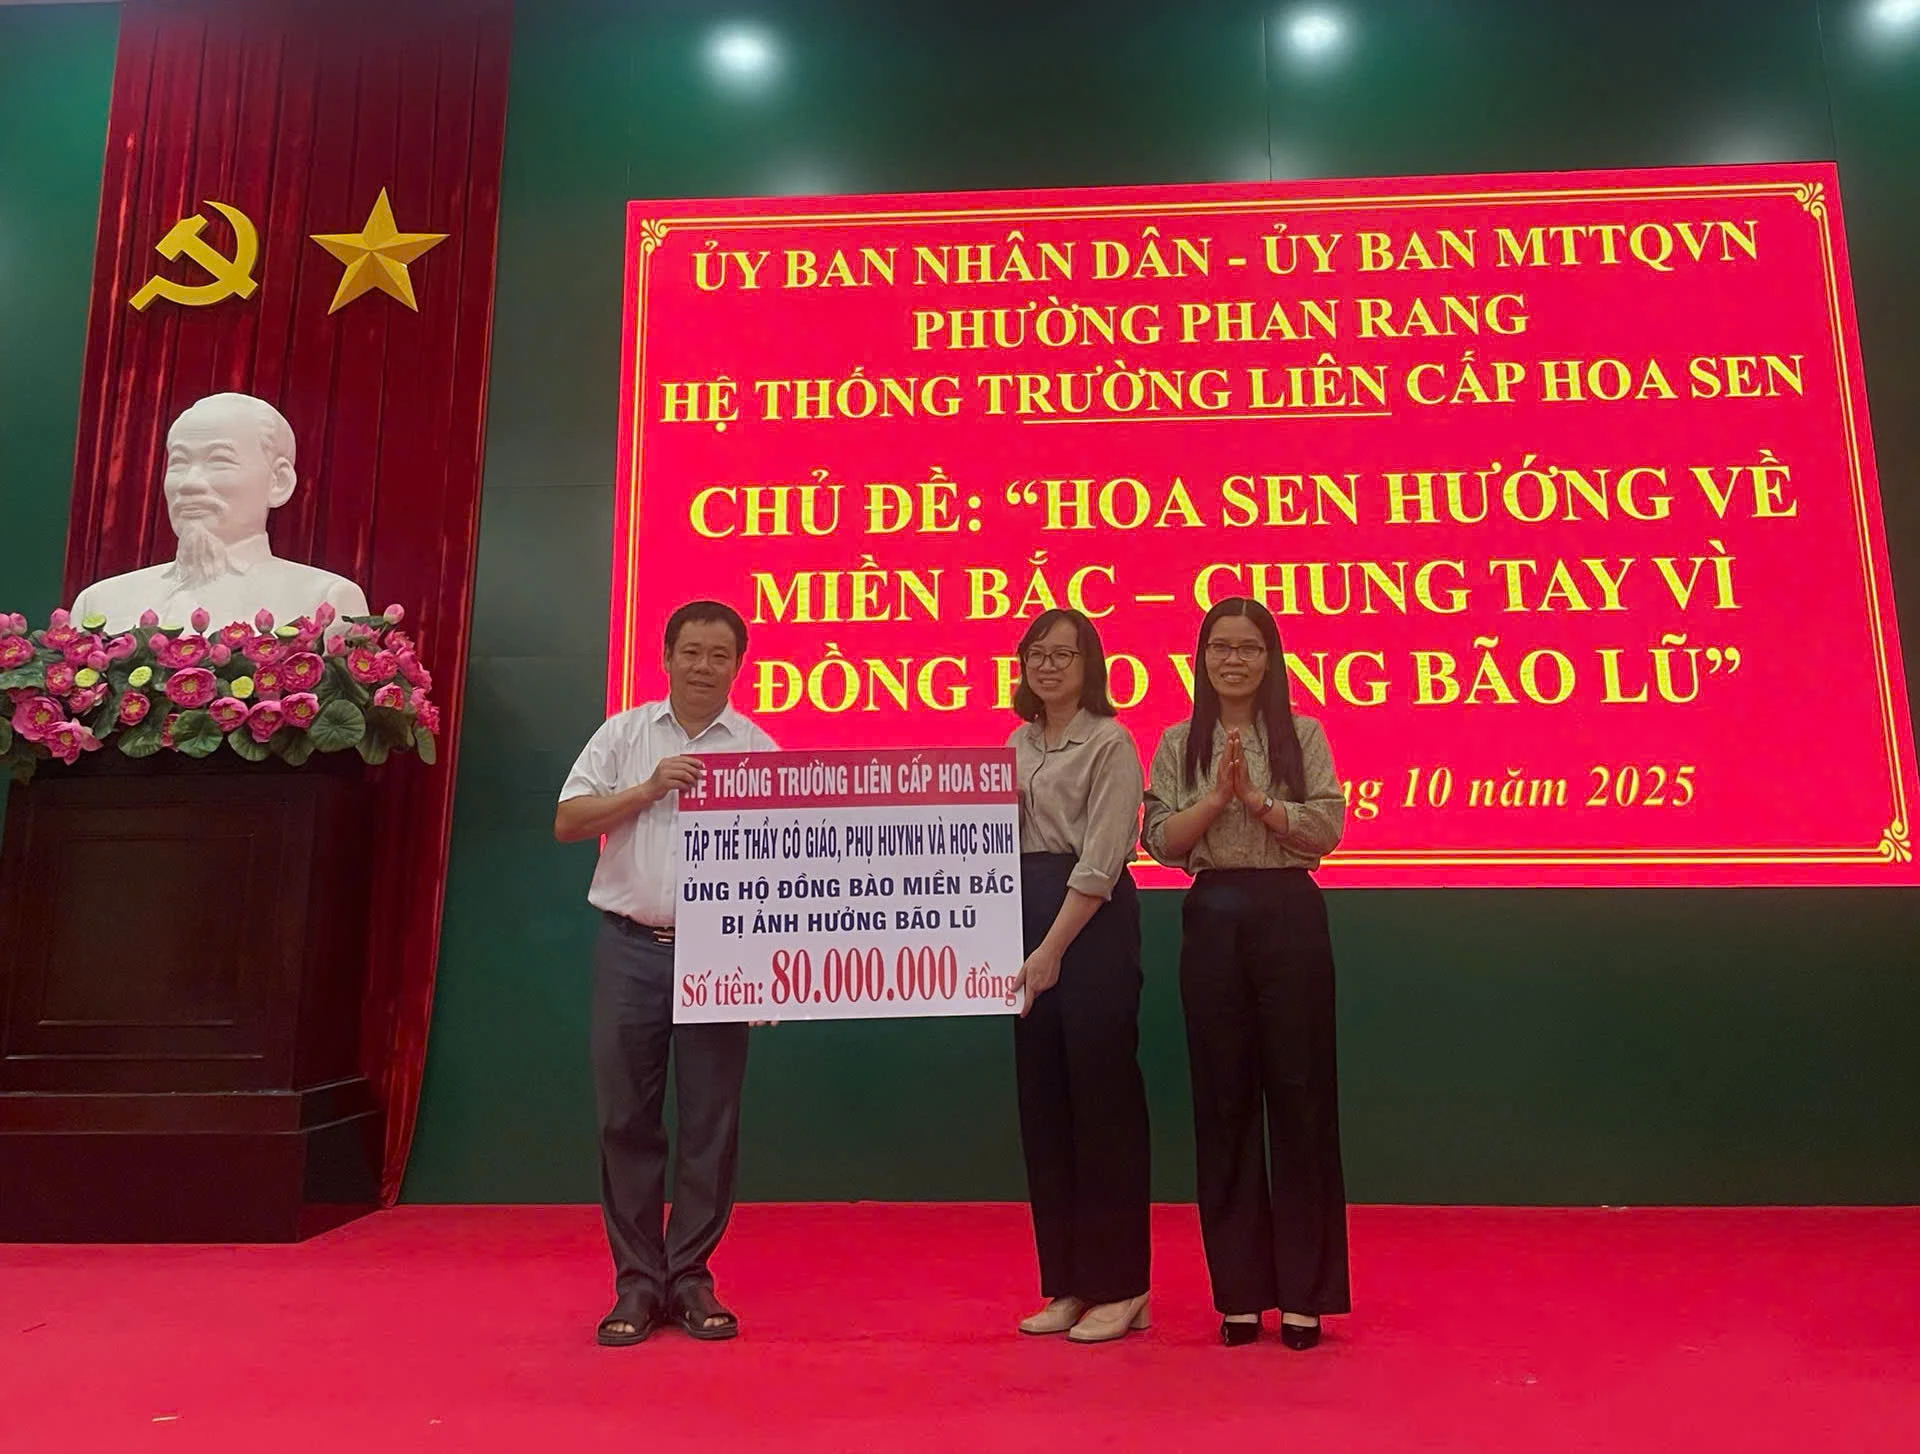 ỦY BAN NHÂN DÂN - ỦY BAN MTTQVN
PHƯỜNG PHAN RANG
HỆ THỐNG TRƯỜNG LIÊN CẤP HOA SEN
CHỦ ĐỀ: “HOA SEN HƯỚNG VỀ
MIỀN BẮC – CHUNG TAY VÌ
ĐỒNG BÃO LŨ”
10 năm 2025
HỆ THỐNG TRƯỜNG LIÊN CẤP HOA SEN
TẬP THỂ THẦY CÔ GIÁO, PHỤ HUYNH VÀ HỌC SINH
ỦNG HỘ ĐỒNG BÀO MIỀN BẮC
BỊ ẢNH HƯỞNG BÃO LŨ
Số tiền: 80.000.000 đồng